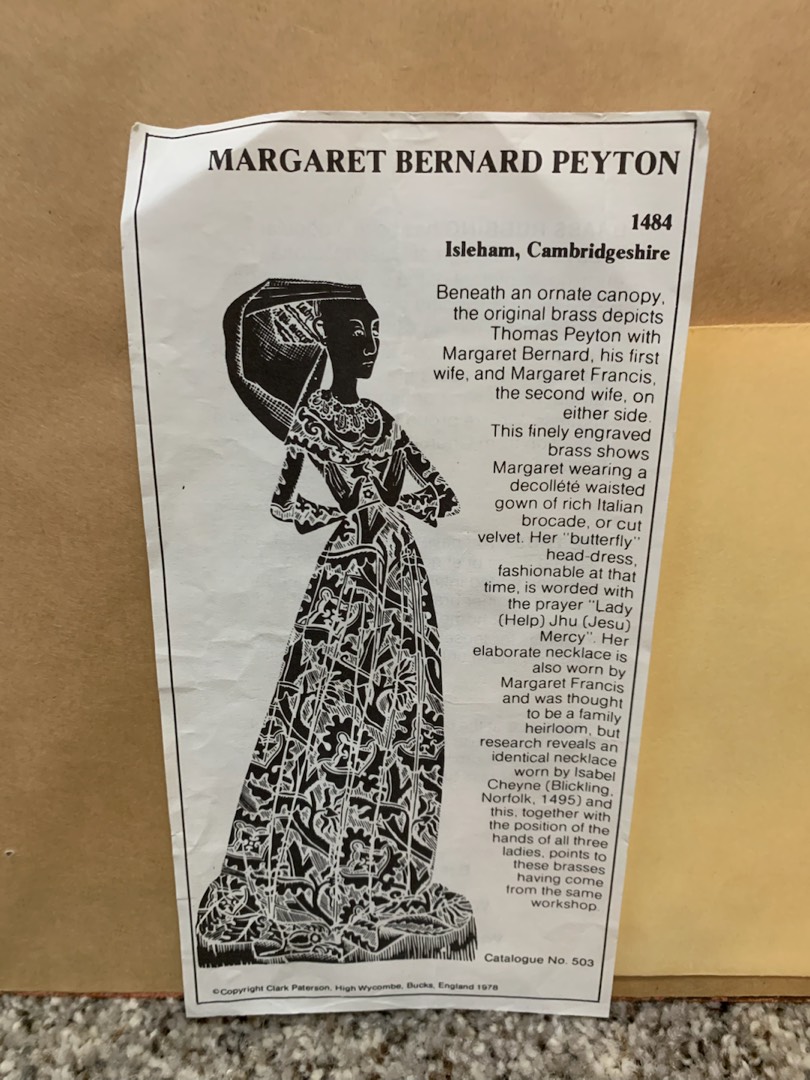 MARGARET BERNARD PEYTON
1484
Isleham, Cambridgeshire
Beneath an ornate canopy,
the original brass depicts
Thomas Peyton with
Margaret Bernard, his first
wife, and Margaret Francis,
the second wife, on
either side.
This finely engraved
brass shows
Margaret wearing a
decollété waisted
gown of rich Italian
brocade, or cut
velvet. Her "butterfly"
head-dress,
fashionable at that
time, is worded with
the prayer "Lady
(Help) Jhu (Jesu)
Mercy". Her
elaborate necklace is
also worn by
Margaret Francis
and was thought
to be a family
heirloom, but
research reveals an
identical necklace
worn by Isabel
Cheyne (Blickling,
Norfolk, 1495) and
this, together with
the position of the
hands of all three
ladies, points to
these brasses
having come
from the same
workshop.
Catalogue No. 503
©Copyright Clark Paterson, High Wycombe, Bucks, England 1978